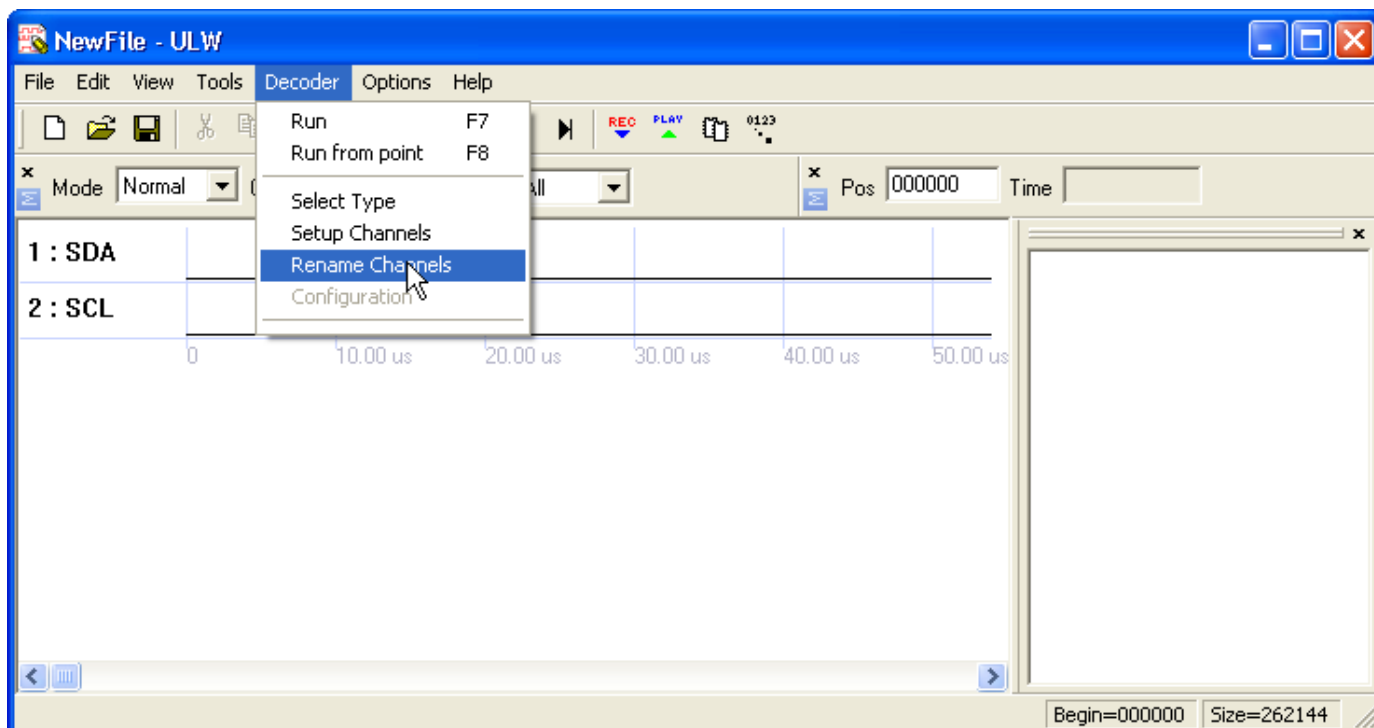 NewFile - ULW
File Edit View Tools Decoder Options Help
REC PLAY 0123
Run F7
Run from point F8
Select Type
Setup Channels
Rename Channels
Configuration
Mode Normal
Pos 000000 Time
1 : SDA
2 : SCL
0 10.00 us 20.00 us 30.00 us 40.00 us 50.00 us
Begin=000000 Size=262144